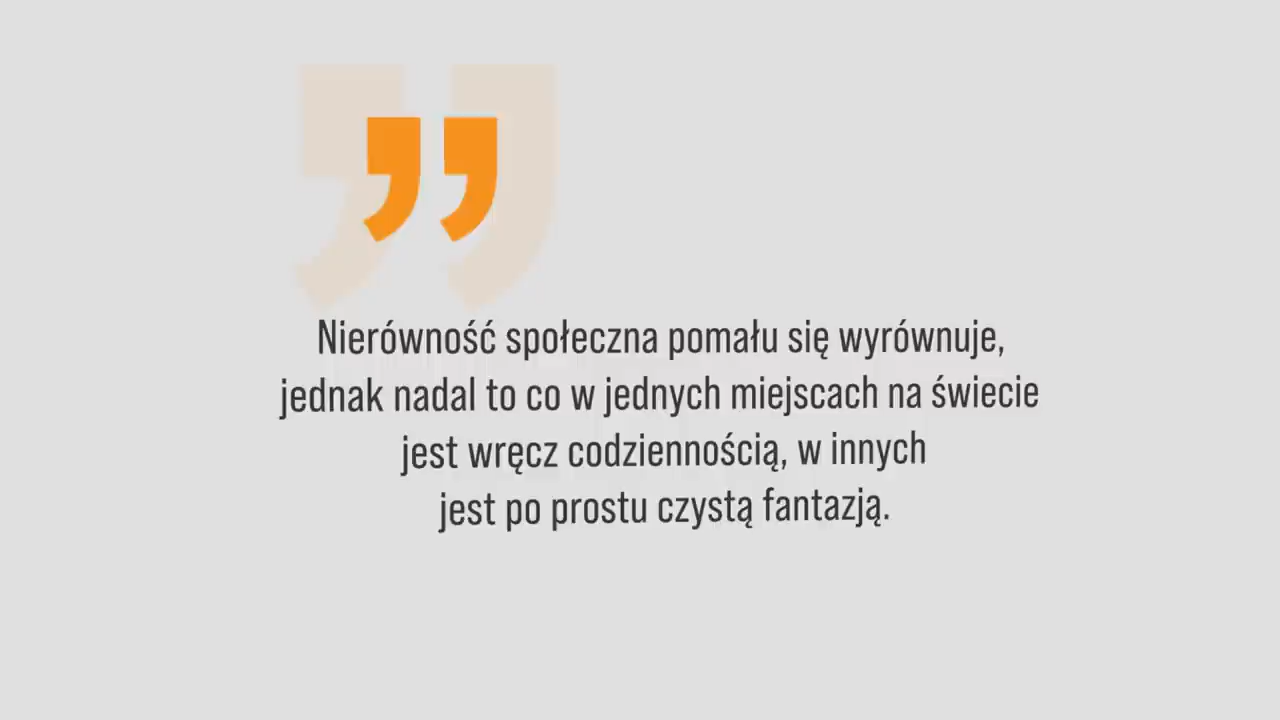 ”
Nierówność społeczna pomału się wyrównuje,
jednak nadal to co w jednych miejscach na świecie
jest wręcz codziennością, w innych
jest po prostu czystą fantazją.